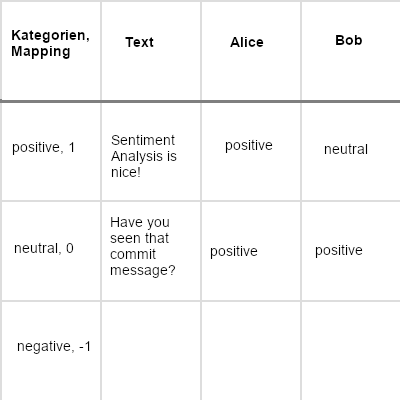 Kategorien,
Mapping
Text
Alice
Bob
positive, 1
Sentiment
Analysis is
nice!
positive
neutral
neutral, 0
Have you
seen that
commit
message?
positive
positive
negative, -1